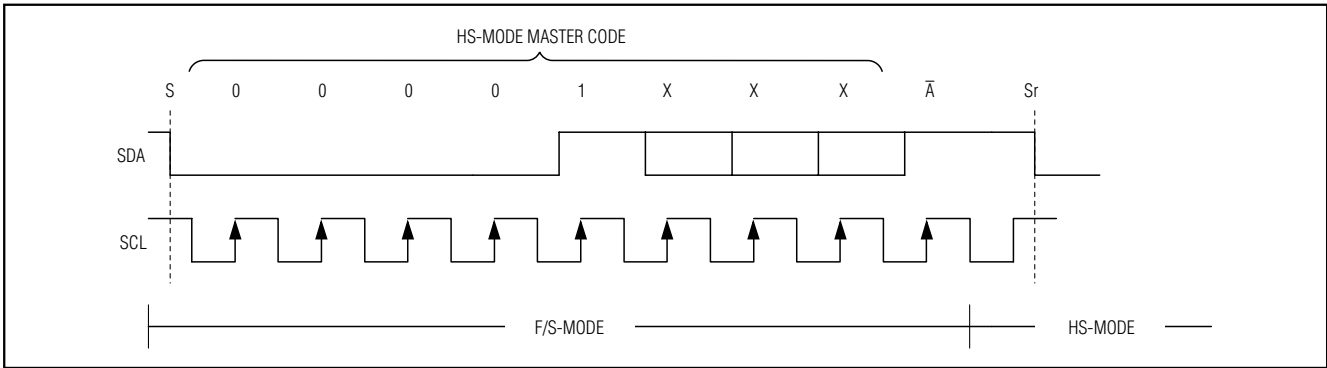 HS-MODE MASTER CODE
S 0 0 0 0 1 X X X A̅ Sr
SDA
SCL
F/S-MODE HS-MODE